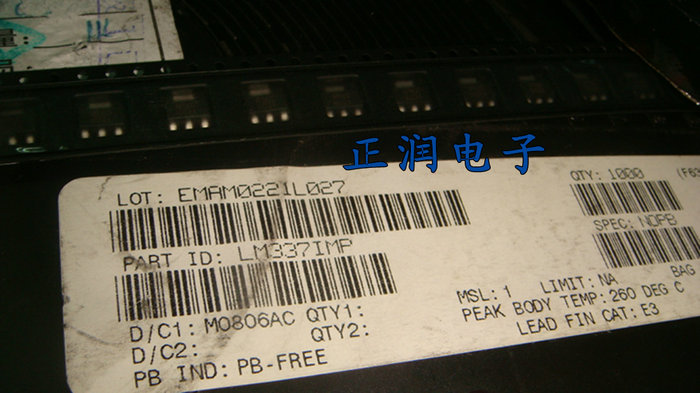 正润电子
LOT: EMAM0221L027
QTY: 1000
SPEC: NOPB
PART ID: LM337IMP
D/C1: M0806AC QTY1:
D/C2: QTY2:
PB IND: PB-FREE
MSL: 1 LIMIT: NA BAG
PEAK BODY TEMP: 260 DEG C
LEAD FIN CAT: E3